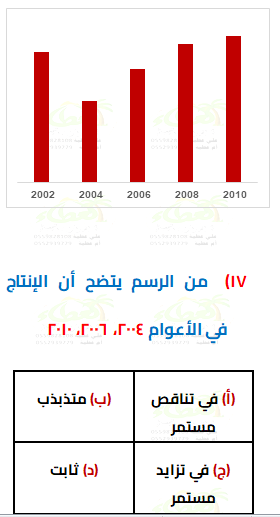 2002 2004 2006 2008 2010
١٧) من الرسم يتضح أن الإنتاج
في الأعوام ٢٠٠٤، ٢٠٠٦، ٢٠١٠
(أ) في تناقص مستمر
(ب) متذبذب
(ج) في تزايد مستمر
(د) ثابت